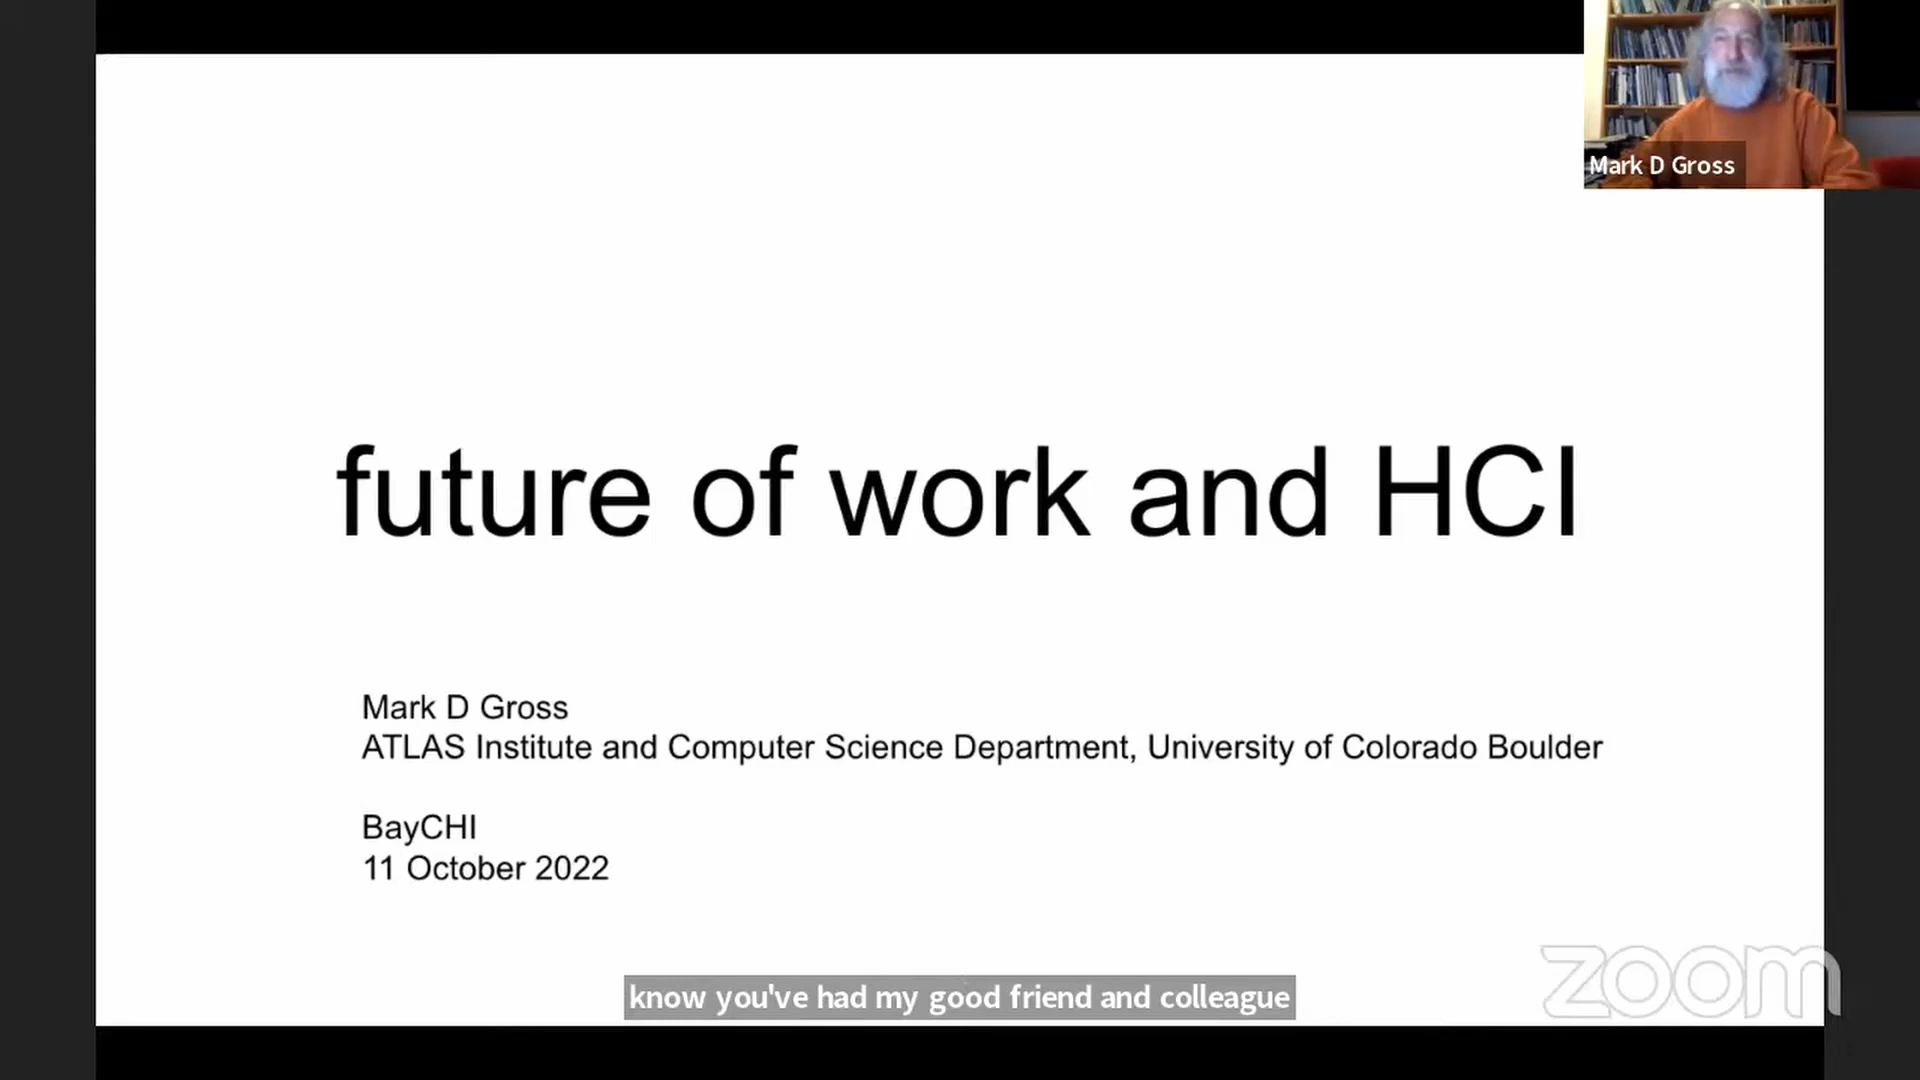 Mark D Gross
future of work and HCI
Mark D Gross
ATLAS Institute and Computer Science Department, University of Colorado Boulder
BayCHI
11 October 2022
know you've had my good friend and colleague
zoom